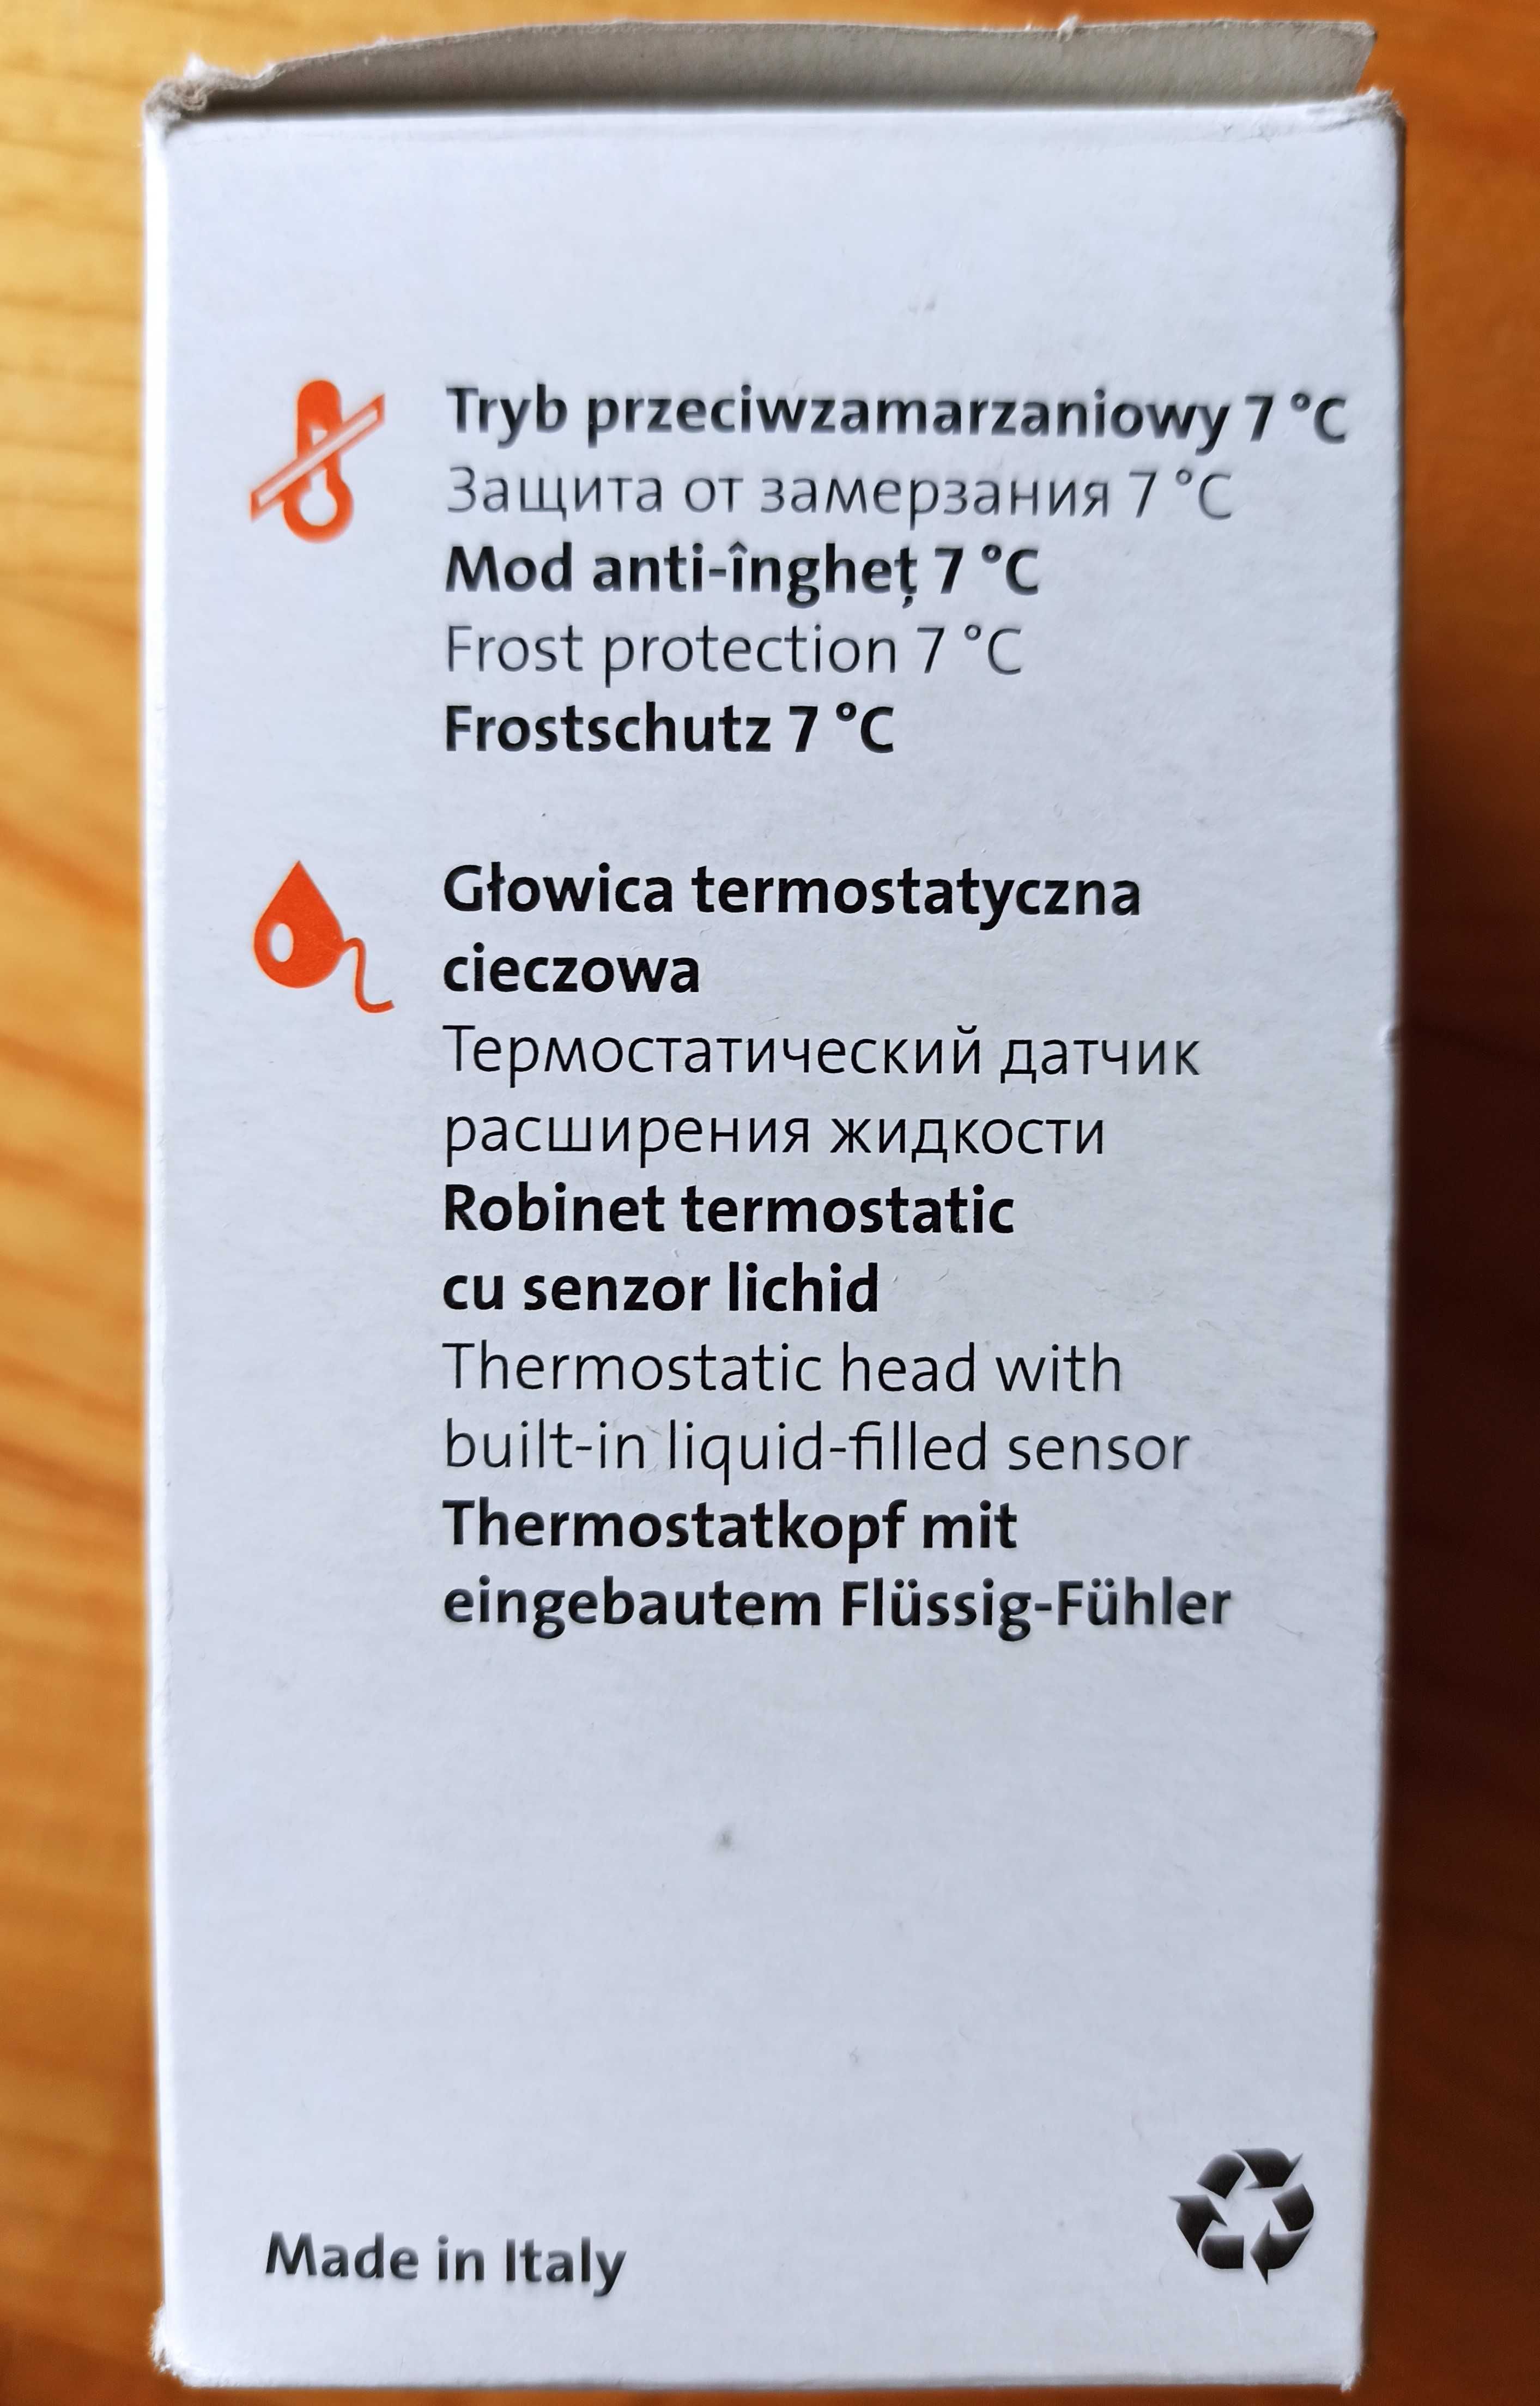 Tryb przeciwzamarzaniowy 7 °C
Защита от замерзания 7 °C
Mod anti-îngheț 7 °C
Frost protection 7 °C
Frostschutz 7 °C
Głowica termostatyczna
cieczowa
Термостатический датчик
расширения жидкости
Robinet termostatic
cu senzor lichid
Thermostatic head with
built-in liquid-filled sensor
Thermostatkopf mit
eingebautem Flüssig-Fühler
Made in Italy